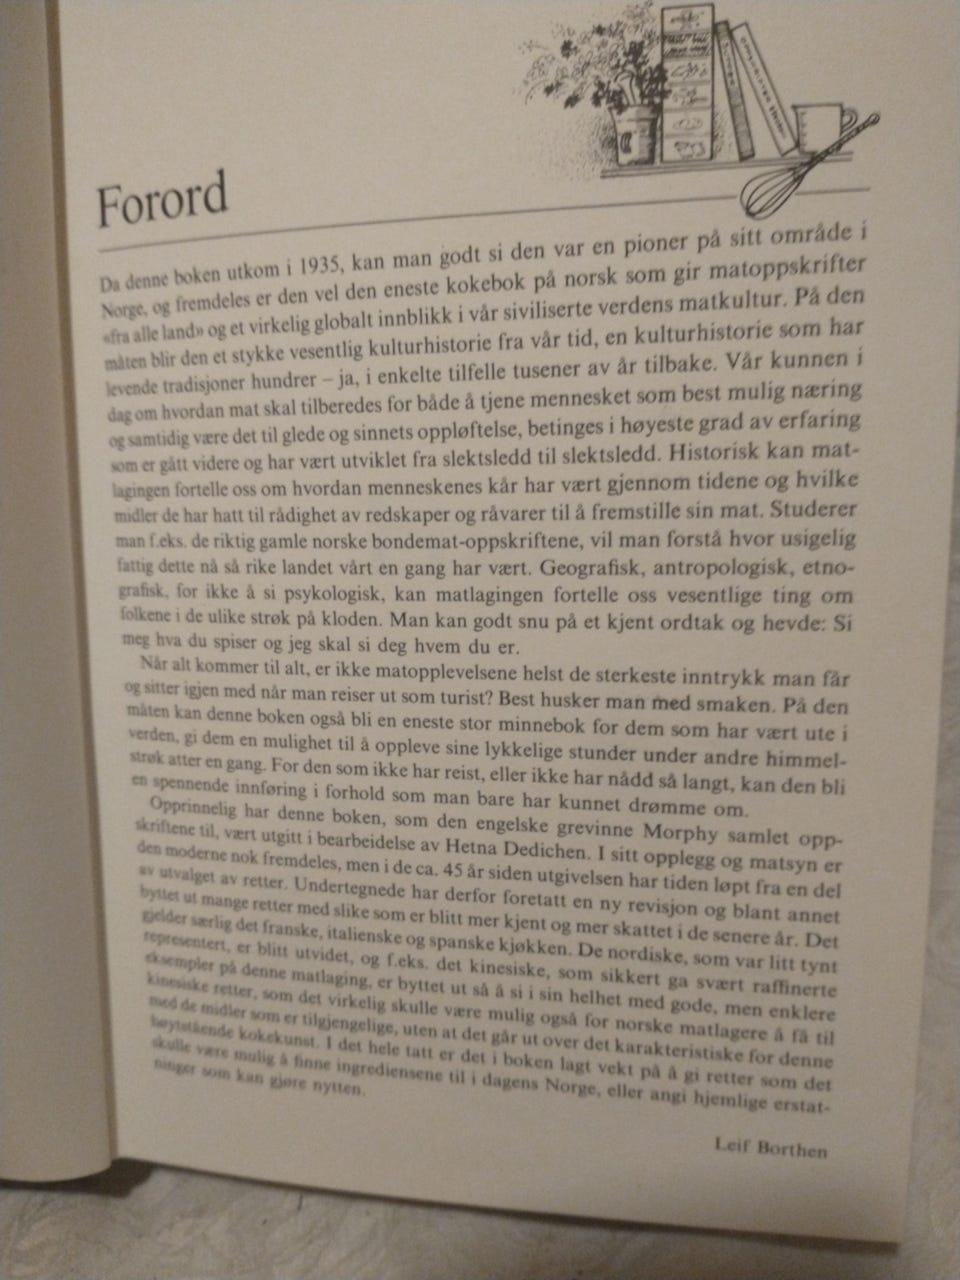 Forord
Da denne boken utkom i 1935, kan man godt si den var en pioner på sitt område i
Norge, og fremdeles er den vel den eneste kokebok på norsk som gir matoppskrifter
«fra alle land» og et virkelig globalt innblikk i vår siviliserte verdens matkultur. På den
måten blir den et stykke vesentlig kulturhistorie fra vår tid, en kulturhistorie som har
levende tradisjoner hundrer – ja, i enkelte tilfelle tusener av år tilbake. Vår kunnen i
dag om hvordan mat skal tilberedes for både å tjene mennesket som best mulig næring
og samtidig være det til glede og sinnets oppløftelse, betinges i høyeste grad av erfaring
som er gått videre og har vært utviklet fra slektsledd til slektsledd. Historisk kan mat-
lagingen fortelle oss om hvordan menneskenes kår har vært gjennom tidene og hvilke
midler de har hatt til rådighet av redskaper og råvarer til å fremstille sin mat. Studerer
man f.eks. de riktig gamle norske bondemat-oppskriftene, vil man forstå hvor usigelig
fattig dette nå så rike landet vårt en gang har vært. Geografisk, antropologisk, etno-
grafisk, for ikke å si psykologisk, kan matlagingen fortelle oss vesentlige ting om
folkene i de ulike strøk på kloden. Man kan godt snu på et kjent ordtak og hevde: Si
meg hva du spiser og jeg skal si deg hvem du er.
Når alt kommer til alt, er ikke matopplevelsene helst de sterkeste inntrykk man får
og sitter igjen med når man reiser ut som turist? Best husker man med smaken. På den
måten kan denne boken også bli en eneste stor minnebok for dem som har vært ute i
verden, gi dem en mulighet til å oppleve sine lykkelige stunder under andre himmel-
strøk atter en gang. For den som ikke har reist, eller ikke har nådd så langt, kan den bli
en spennende innføring i forhold som man bare har kunnet drømme om.
Opprinnelig har denne boken, som den engelske grevinne Morphy samlet opp-
skriftene til, vært utgitt i bearbeidelse av Hetna Dedichen. I sitt opplegg og matsyn er
den moderne nok fremdeles, men i de ca. 45 år siden utgivelsen har tiden løpt fra en del
av utvalget av retter. Undertegnede har derfor foretatt en ny revisjon og blant annet
byttet ut mange retter med slike som er blitt mer kjent og mer skattet i de senere år. Det
gjelder særlig det franske, italienske og spanske kjøkken. De nordiske, som var litt tynt
representert, er blitt utvidet, og f.eks. det kinesiske, som sikkert ga svært raffinerte
eksempler på denne matlaging, er byttet ut så å si i sin helhet med gode, men enklere
kinesiske retter, som det virkelig skulle være mulig også for norske matlagere å få til
med de midler som er tilgjengelige, uten at det går ut over det karakteristiske for denne
høytstående kokekunst. I det hele tatt er det i boken lagt vekt på å gi retter som det
skulle være mulig å finne ingrediensene til i dagens Norge, eller angi hjemlige erstat-
ninger som kan gjøre nytten.
Leif Borthen